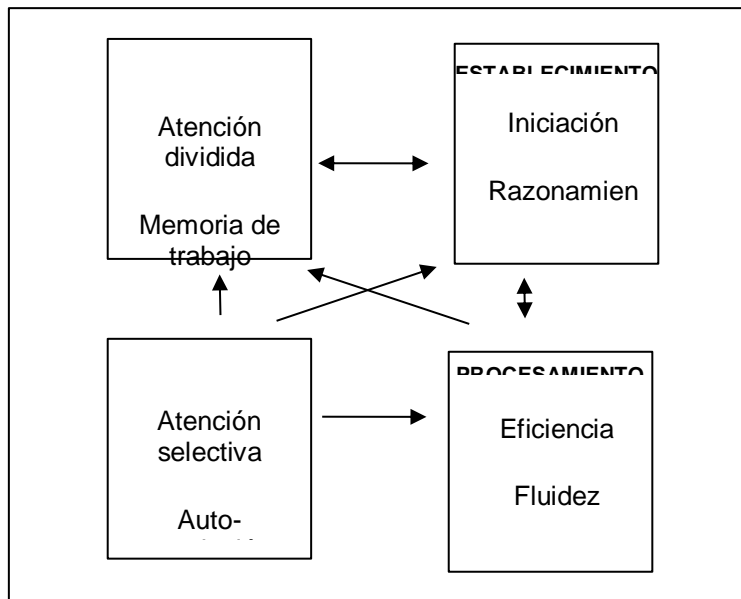 Atención
dividida
Memoria de
trabajo
ESTABLECIMIENTO
Iniciación
Razonamien
Atención
selectiva
Auto-
PROCESAMIENTO
Eficiencia
Fluidez